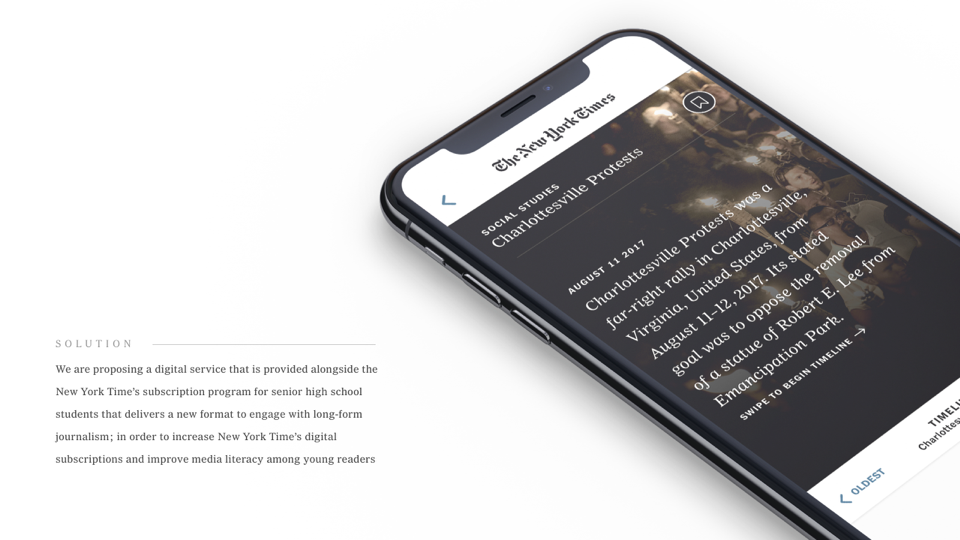 SOLUTION
We are proposing a digital service that is provided alongside the
New York Time's subscription program for senior high school
students that delivers a new format to engage with long-form
journalism; in order to increase New York Time's digital
subscriptions and improve media literacy among young readers
The New York Times
SOCIAL STUDIES
Charlottesville Protests
AUGUST 11 2017
Charlottesville Protests was a
far-right rally in Charlottesville,
Virginia, United States, from
August 11–12, 2017. Its stated
goal was to oppose the removal
of a statue of Robert E. Lee from
Emancipation Park.
SWIPE TO BEGIN TIMELINE →
OLDEST